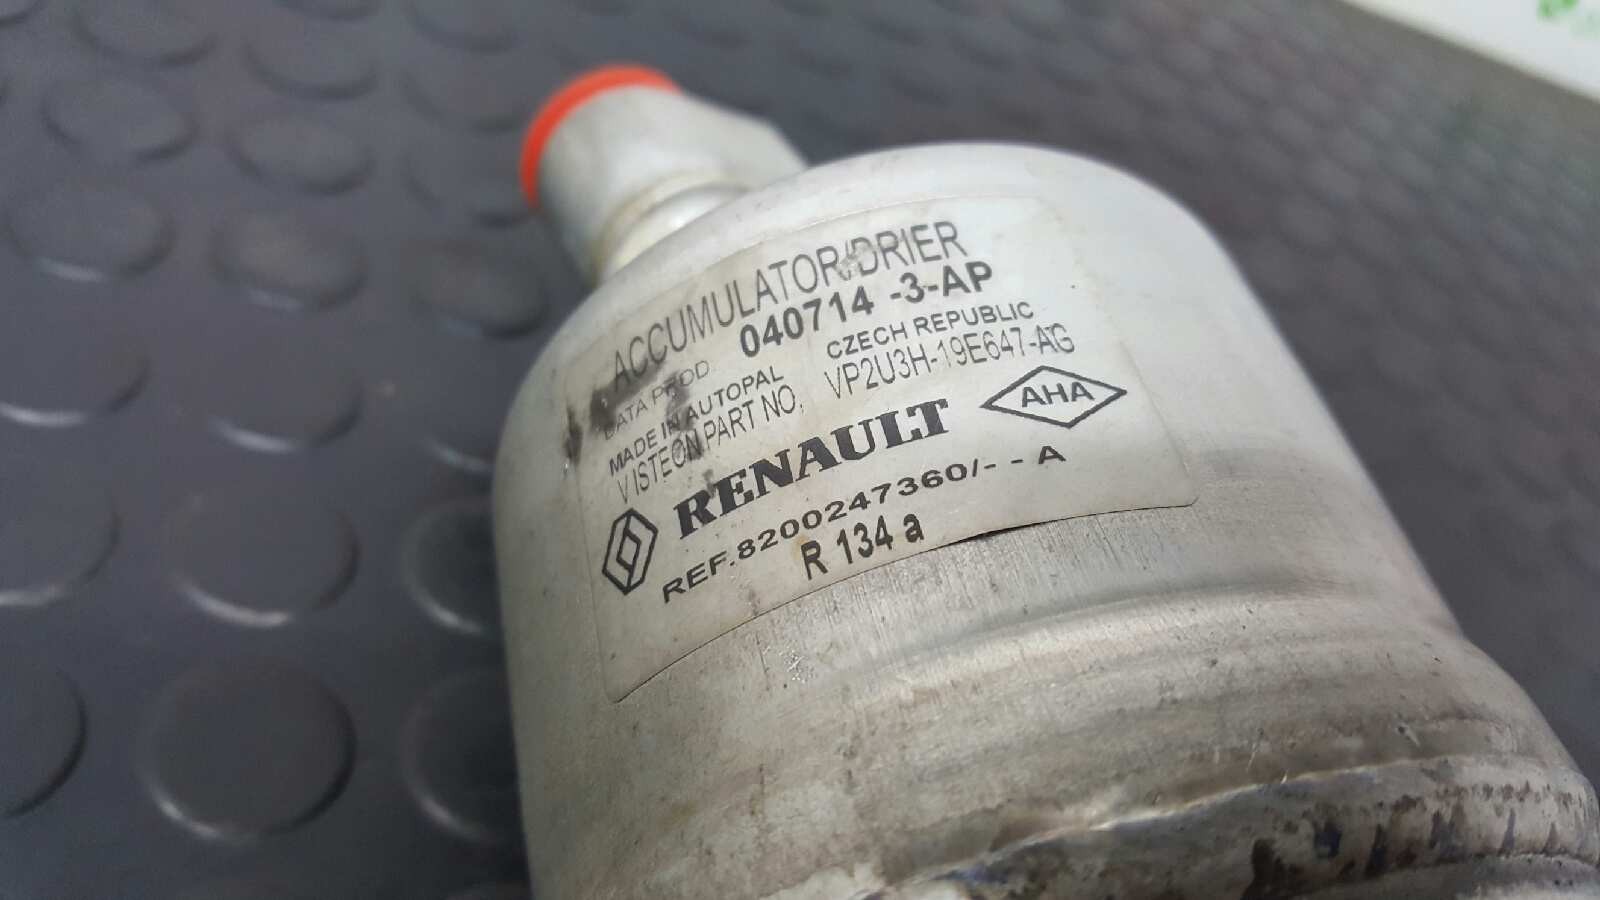 ACCUMULATOR/DRIER
DATA PROD. 040714 -3-AP
MADE IN AUTOPAL CZECH REPUBLIC
VISTEON PART NO, VP2U3H-19E647-AG
RENAULT AHA
REF.8200247360/- - A
R 134 a